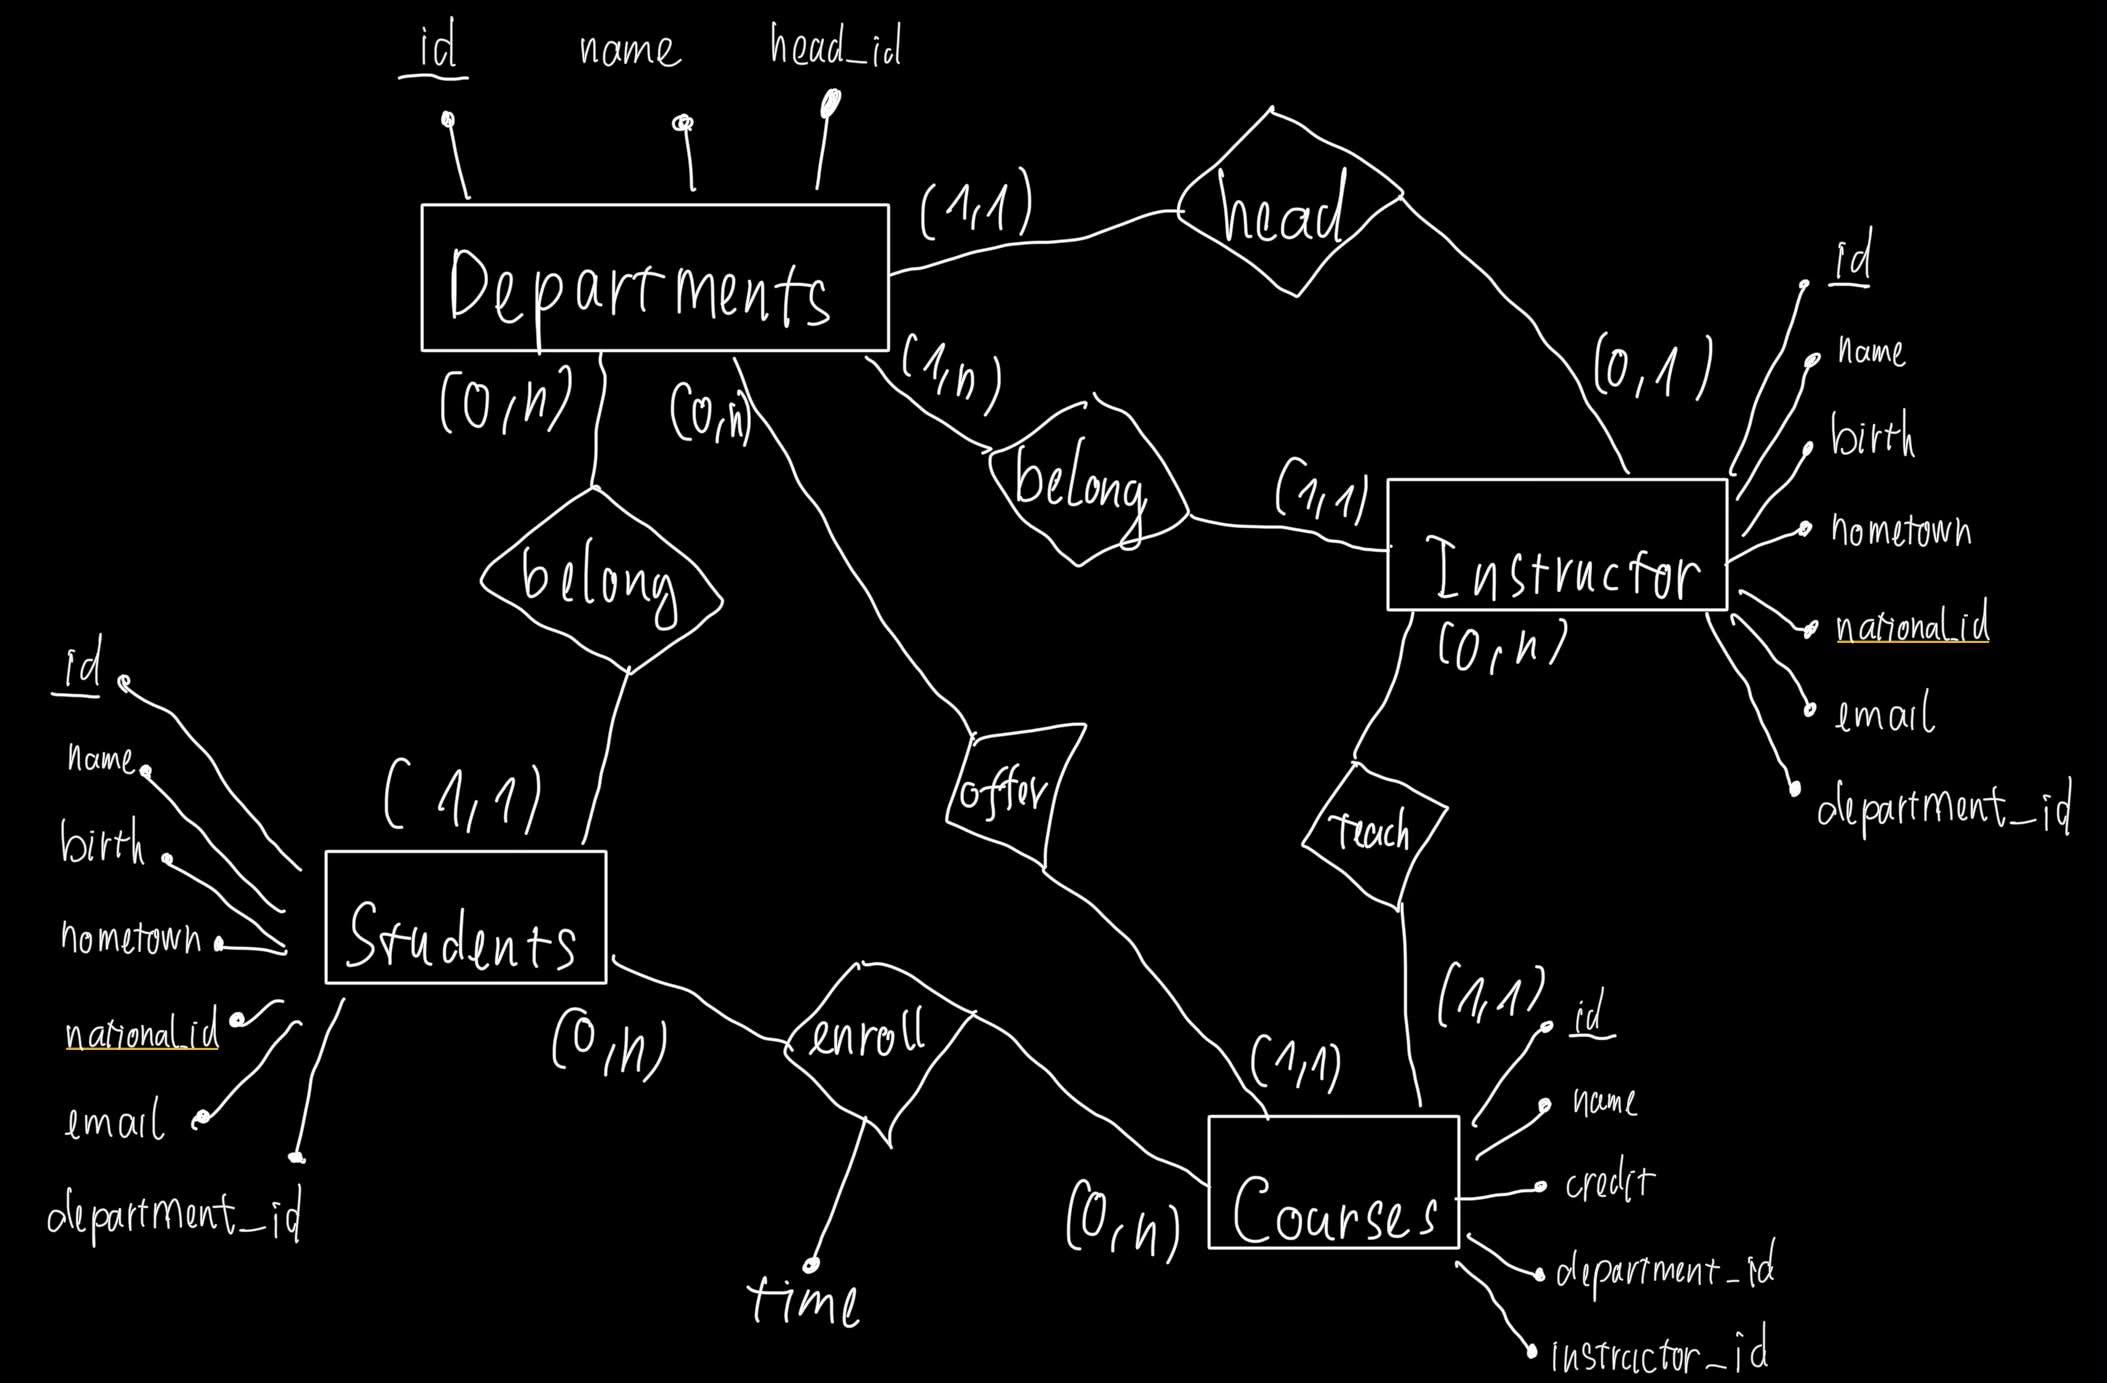 id name head_id
(1,1)
head
id
Departments
name
(0,1)
(1,n)
(0,n) (0,n)
birth
belong
(1,1)
hometown
Instructor
belong
national_id
(0,n)
id
email
name
offer
(1,1)
teach
department_id
birth
Students
hometown
(1,1)
id
national_id
enroll
(0,n)
(1,1)
name
email
credit
department_id
(0,n)
Courses
department_id
time
instructor_id